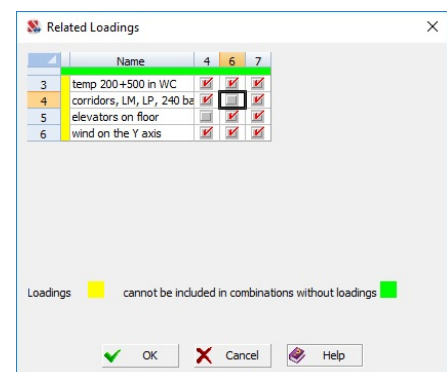 Related Loadings
Name 4 6 7
3 temp 200+500 in WC
4 corridors, LM, LP, 240 ba
5 elevators on floor
6 wind on the Y axis
Loadings cannot be included in combinations without loadings
OK Cancel Help